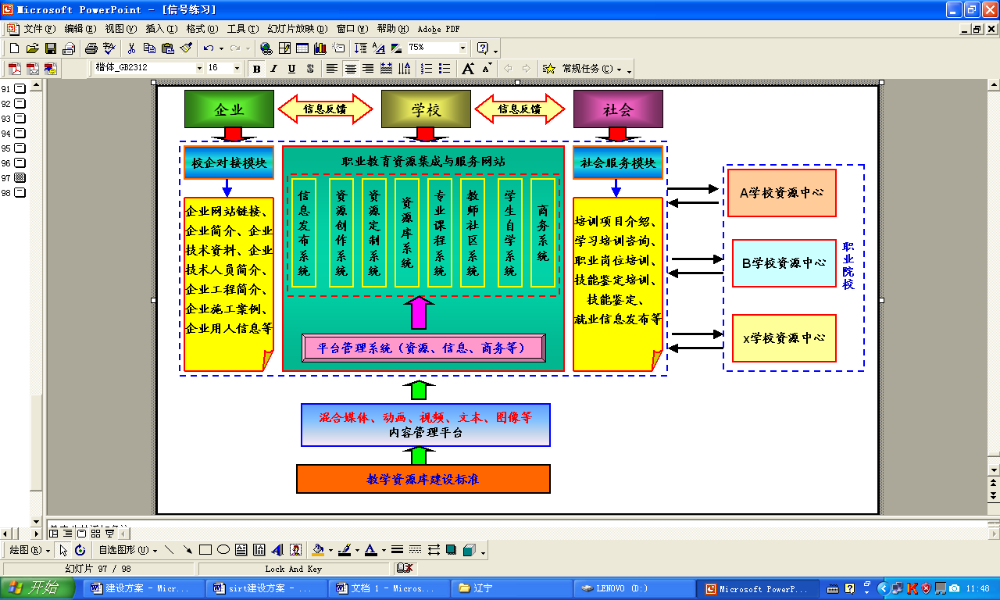 Microsoft PowerPoint - [信号练习]
文件(F) 编辑(E) 视图(V) 插入(I) 格式(O) 工具(T) 幻灯片放映(D) 窗口(W) 帮助(H) Adobe PDF
75%
楷体_GB2312 16 B I U S 常规任务(C)
91
92
93
94
95
96
97
98
企业 信息反馈 学校 信息反馈 社会
校企对接模块
职业教育资源集成与服务网站
社会服务模块
企业网站链接、
企业简介、企业
技术资料、企业
技术人员简介、
企业工程简介、
企业施工案例、
企业用人信息等
信息发布系统
资源创作系统
资源定制系统
资源库系统
专业课程系统
教师社区系统
学生自学系统
商务系统
平台管理系统（资源、信息、商务等）
培训项目介绍、
学习培训咨询、
职业岗位培训、
技能鉴定培训、
技能鉴定、
就业信息发布等
A学校资源中心
B学校资源中心
x学校资源中心
职业院校
混合媒体、动画、视频、文本、图像等
内容管理平台
教学资源库建设标准
绘图(R) 自选图形(U)
幻灯片 97 / 98 Lock And Key
开始 建设方案 - Micr... sirt建设方案 - ... 文档 1 - Micros... 辽宁 LENOVO (D:) Microsoft PowerP... 11:48